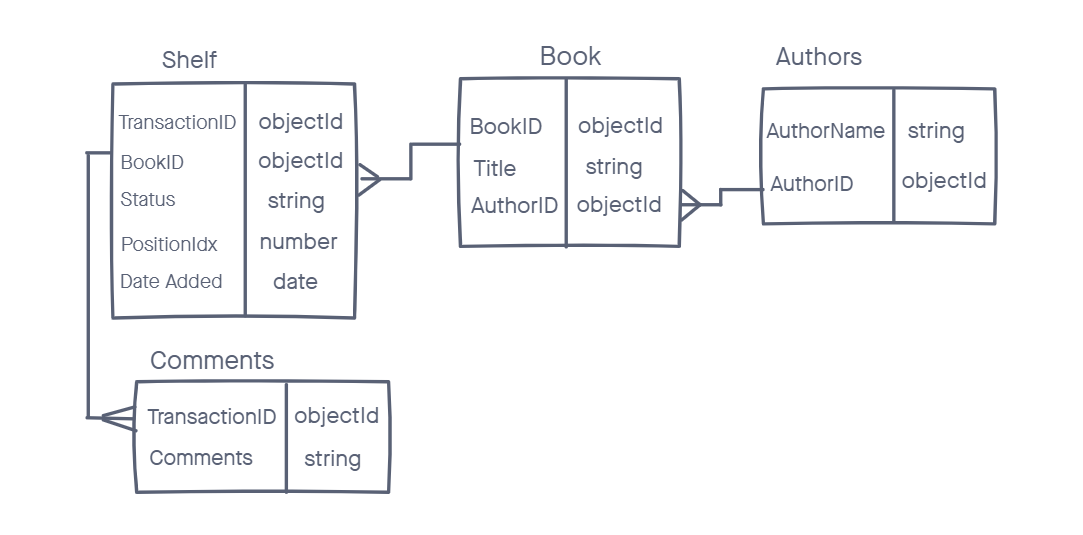 Shelf
TransactionID objectId
BookID objectId
Status string
PositionIdx number
Date Added date
Book
BookID objectId
Title string
AuthorID objectId
Authors
AuthorName string
AuthorID objectId
Comments
TransactionID objectId
Comments string